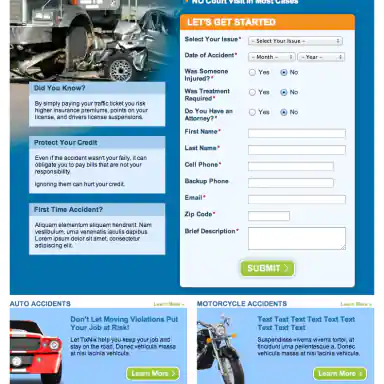 NO Court Visit in Most Cases
LET'S GET STARTED
Select Your Issue*
- Select Your Issue -
Date of Accident*
- Month -
- Year -
Was Someone Injured?*
Yes
No
Was Treatment Required*
Yes
No
Do You Have an Attorney?*
Yes
No
First Name*
Last Name*
Cell Phone*
Backup Phone
Email*
Zip Code*
Brief Description*
SUBMIT
Did You Know?
By simply paying your traffic ticket you risk
higher insurance premiums, points on your
license, and drivers license suspensions.
Protect Your Credit
Even if the accident wasn't your fally, it can
obligate you to pay bills that are not your
responsibility.
Ignoring them can hurt your credit.
First Time Accident?
Aliquam elementum aliquam hendrerit. Nam
vestibulum, urna venenatis iaculis dapibus.
Lorem ipsum dolor sit amet, consectetur
adipiscing elit.
AUTO ACCIDENTS
Learn More
Don't Let Moving Violations Put
Your Job at Risk!
Let TixNix help you keep your job and
stay on the road. Donec vehicula massa
at nisi lacinia vehicula.
Learn More
MOTORCYCLE ACCIDENTS
Learn More
Text Text Text Text Text Text
Text Text Text
Suspendisse viverra viverra tortor, at
tincidunt urna pellentesque a. Donec
vehicula massa at nisi lacinia vehicula.
Learn More